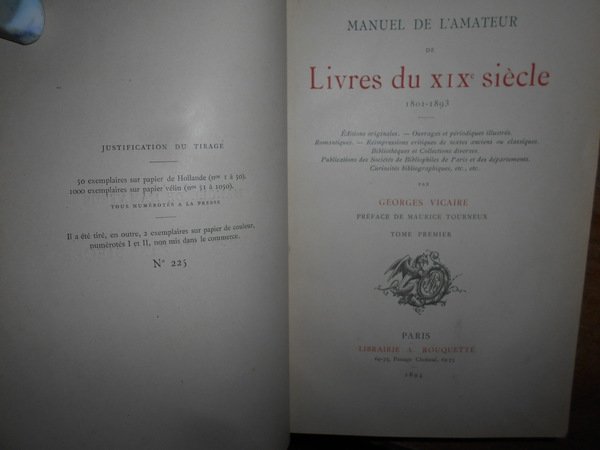 JUSTIFICATION DU TIRAGE
50 exemplaires sur papier de Hollande (nos 1 à 50).
1000 exemplaires sur papier vélin (nos 51 à 1050).
TOUS NUMÉROTÉS A LA PRESSE
Il a été tiré, en outre, 2 exemplaires sur papier de couleur,
numérotés I et II, non mis dans le commerce.
N° 225
MANUEL DE L'AMATEUR
DE
Livres du XIXe siècle
1801-1893
Éditions originales. — Ouvrages et périodiques illustrés.
Romantiques. — Réimpressions critiques de textes anciens ou classiques.
Bibliothèques et Collections diverses.
Publications des Sociétés de Bibliophiles de Paris et des départements.
Curiosités bibliographiques, etc., etc.
PAR
GEORGES VICAIRE
PRÉFACE DE MAURICE TOURNEUX
TOME PREMIER
PARIS
LIBRAIRIE A. ROUQUETTE
Passage Choiseul,